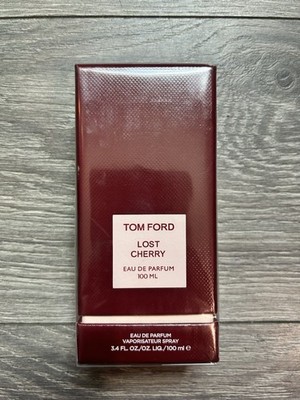 TOM FORD
LOST
CHERRY
EAU DE PARFUM
100 ML
EAU DE PARFUM
VAPORISATEUR SPRAY
3.4 FL. OZ./OZ. LIQ./100 ml ℮